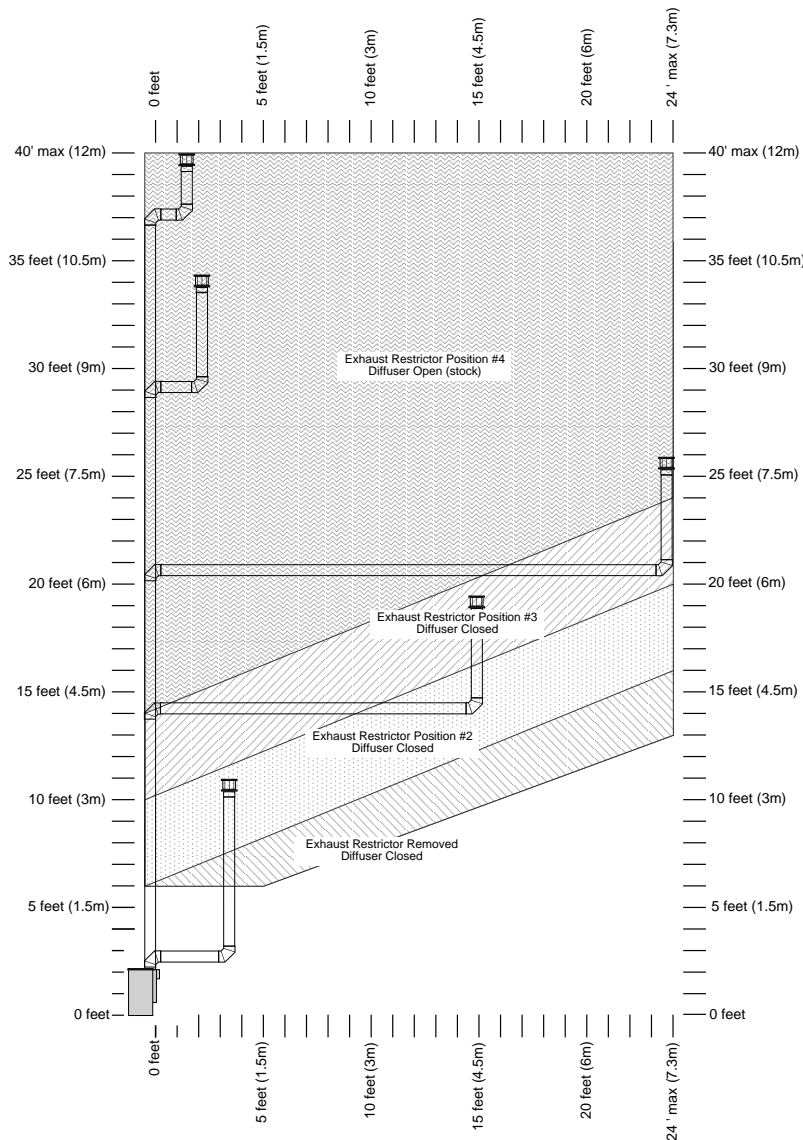 0 feet
5 feet (1.5m)
10 feet (3m)
15 feet (4.5m)
20 feet (6m)
24 ' max (7.3m)
40' max (12m)
40' max (12m)
35 feet (10.5m)
35 feet (10.5m)
Exhaust Restrictor Position #4
Diffuser Open (stock)
30 feet (9m)
30 feet (9m)
25 feet (7.5m)
25 feet (7.5m)
20 feet (6m)
20 feet (6m)
Exhaust Restrictor Position #3
Diffuser Closed
15 feet (4.5m)
15 feet (4.5m)
Exhaust Restrictor Position #2
Diffuser Closed
10 feet (3m)
10 feet (3m)
Exhaust Restrictor Removed
Diffuser Closed
5 feet (1.5m)
5 feet (1.5m)
0 feet
0 feet
0 feet
5 feet (1.5m)
10 feet (3m)
15 feet (4.5m)
20 feet (6m)
24 ' max (7.3m)